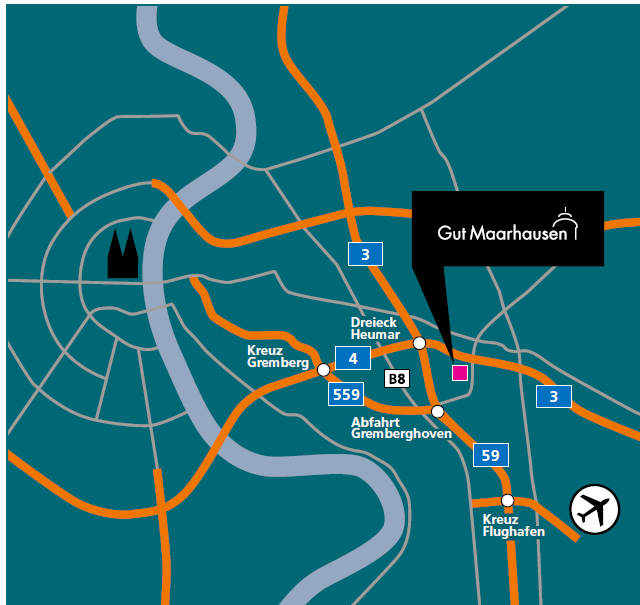 Gut Maarhausen
3
Dreieck
Heumar
Kreuz
Gremberg
4
B8
559
3
Abfahrt
Gremberghoven
59
Kreuz
Flughafen